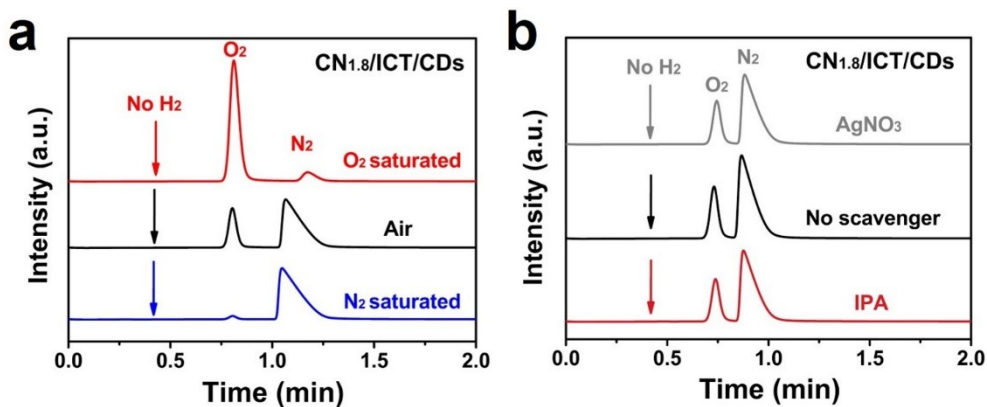 a
O2
CN1.8/ICT/CDs
No H2
N2
O2 saturated
Air
N2 saturated
Intensity (a.u.)
0.0 0.5 1.0 1.5 2.0
Time (min)
b
N2
CN1.8/ICT/CDs
No H2
O2
AgNO3
No scavenger
IPA
Intensity (a.u.)
0.0 0.5 1.0 1.5 2.0
Time (min)